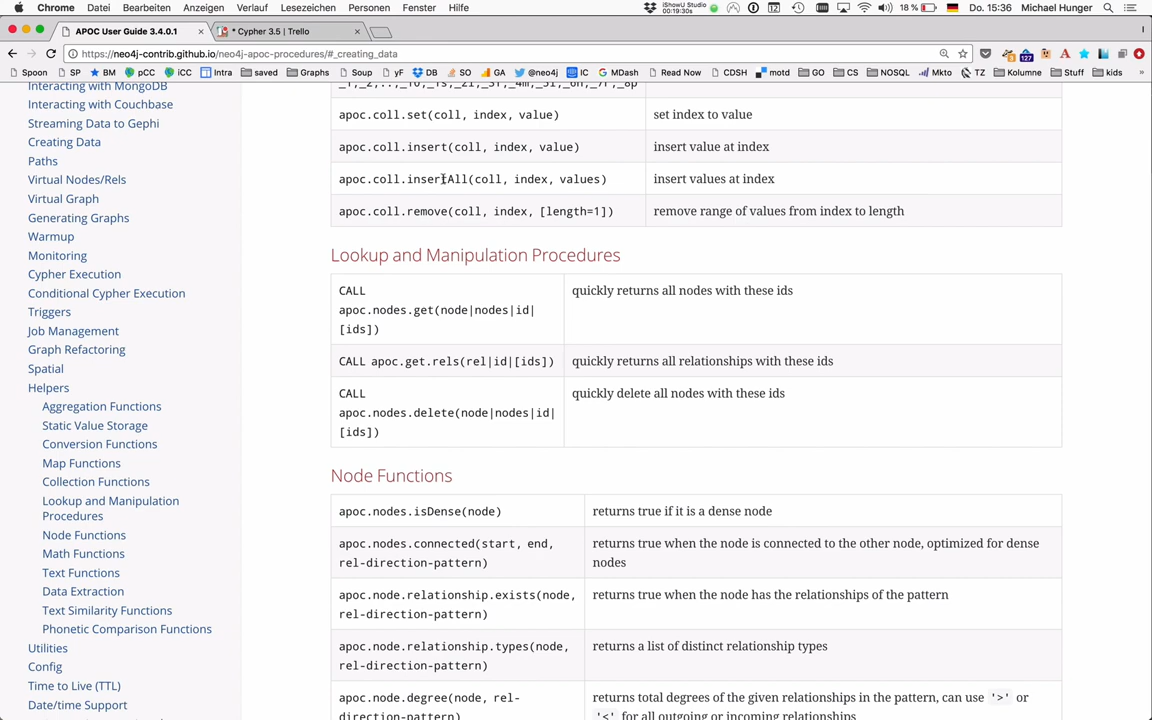 Chrome Datei Bearbeiten Anzeigen Verlauf Lesezeichen Personen Fenster Hilfe iShowU Studio 0:19:30s 18 % Do. 15:36 Michael Hunger
APOC User Guide 3.4.0.1 × * Cypher 3.5 | Trello ×
https://neo4j-contrib.github.io/neo4j-apoc-procedures/#_creating_data
Spoon SP BM pCC iCC Intra saved Graphs Soup yF DB SO GA @neo4j IC MDash Read Now CDSH motd GO CS NOSQL Mkto TZ Kolumne Stuff kids
Interacting with MongoDB
Interacting with Couchbase
Streaming Data to Gephi
Creating Data
Paths
Virtual Nodes/Rels
Virtual Graph
Generating Graphs
Warmup
Monitoring
Cypher Execution
Conditional Cypher Execution
Triggers
Job Management
Graph Refactoring
Spatial
Helpers
Aggregation Functions
Static Value Storage
Conversion Functions
Map Functions
Collection Functions
Lookup and Manipulation
Procedures
Node Functions
Math Functions
Text Functions
Data Extraction
Text Similarity Functions
Phonetic Comparison Functions
Utilities
Config
Time to Live (TTL)
Date/time Support
apoc.coll.set(coll, index, value) set index to value
apoc.coll.insert(coll, index, value) insert value at index
apoc.coll.insertAll(coll, index, values) insert values at index
apoc.coll.remove(coll, index, [length=1]) remove range of values from index to length
Lookup and Manipulation Procedures
CALL
apoc.nodes.get(node|nodes|id|
[ids])
quickly returns all nodes with these ids
CALL apoc.get.rels(rel|id|[ids]) quickly returns all relationships with these ids
CALL
apoc.nodes.delete(node|nodes|id|
[ids])
quickly delete all nodes with these ids
Node Functions
apoc.nodes.isDense(node) returns true if it is a dense node
apoc.nodes.connected(start, end,
rel-direction-pattern)
returns true when the node is connected to the other node, optimized for dense
nodes
apoc.node.relationship.exists(node,
rel-direction-pattern)
returns true when the node has the relationships of the pattern
apoc.node.relationship.types(node,
rel-direction-pattern)
returns a list of distinct relationship types
apoc.node.degree(node, rel-
direction-pattern)
returns total degrees of the given relationships in the pattern, can use '>' or
'<' for all outgoing or incoming relationships